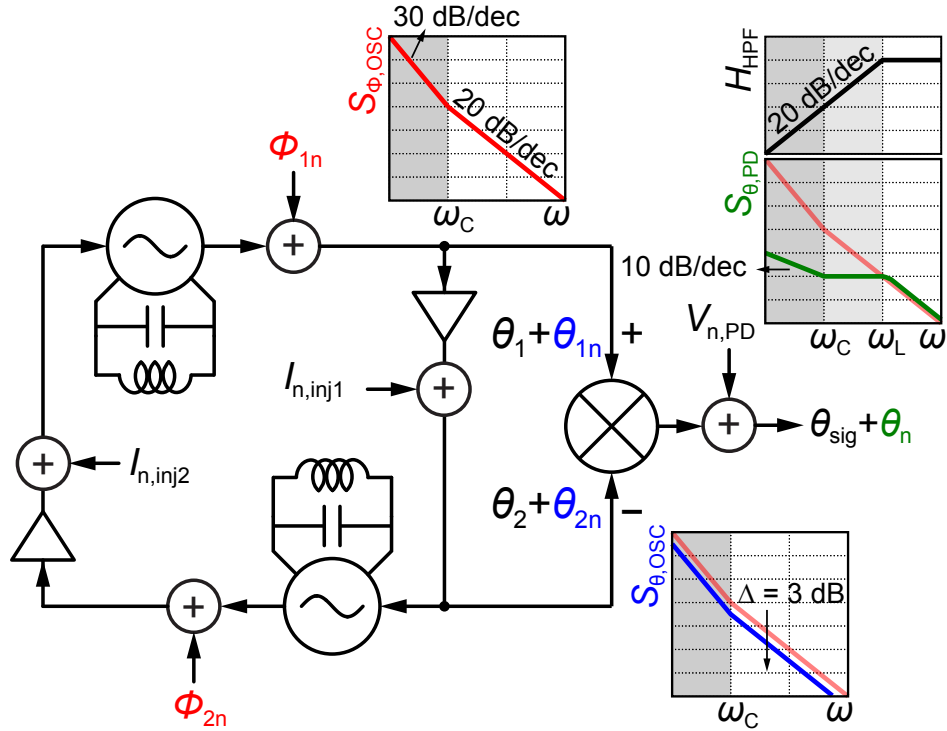 30 dB/dec
S_Φ,OSC
20 dB/dec
ω_C
ω
H_HPF
20 dB/dec
S_θ,PD
10 dB/dec
ω_C
ω_L
ω
Φ_1n
+
θ_1+θ_1n
+
V_n,PD
I_n,inj1
+
+
θ_sig+θ_n
+
I_n,inj2
θ_2+θ_2n
−
+
Φ_2n
S_θ,OSC
Δ = 3 dB
ω_C
ω